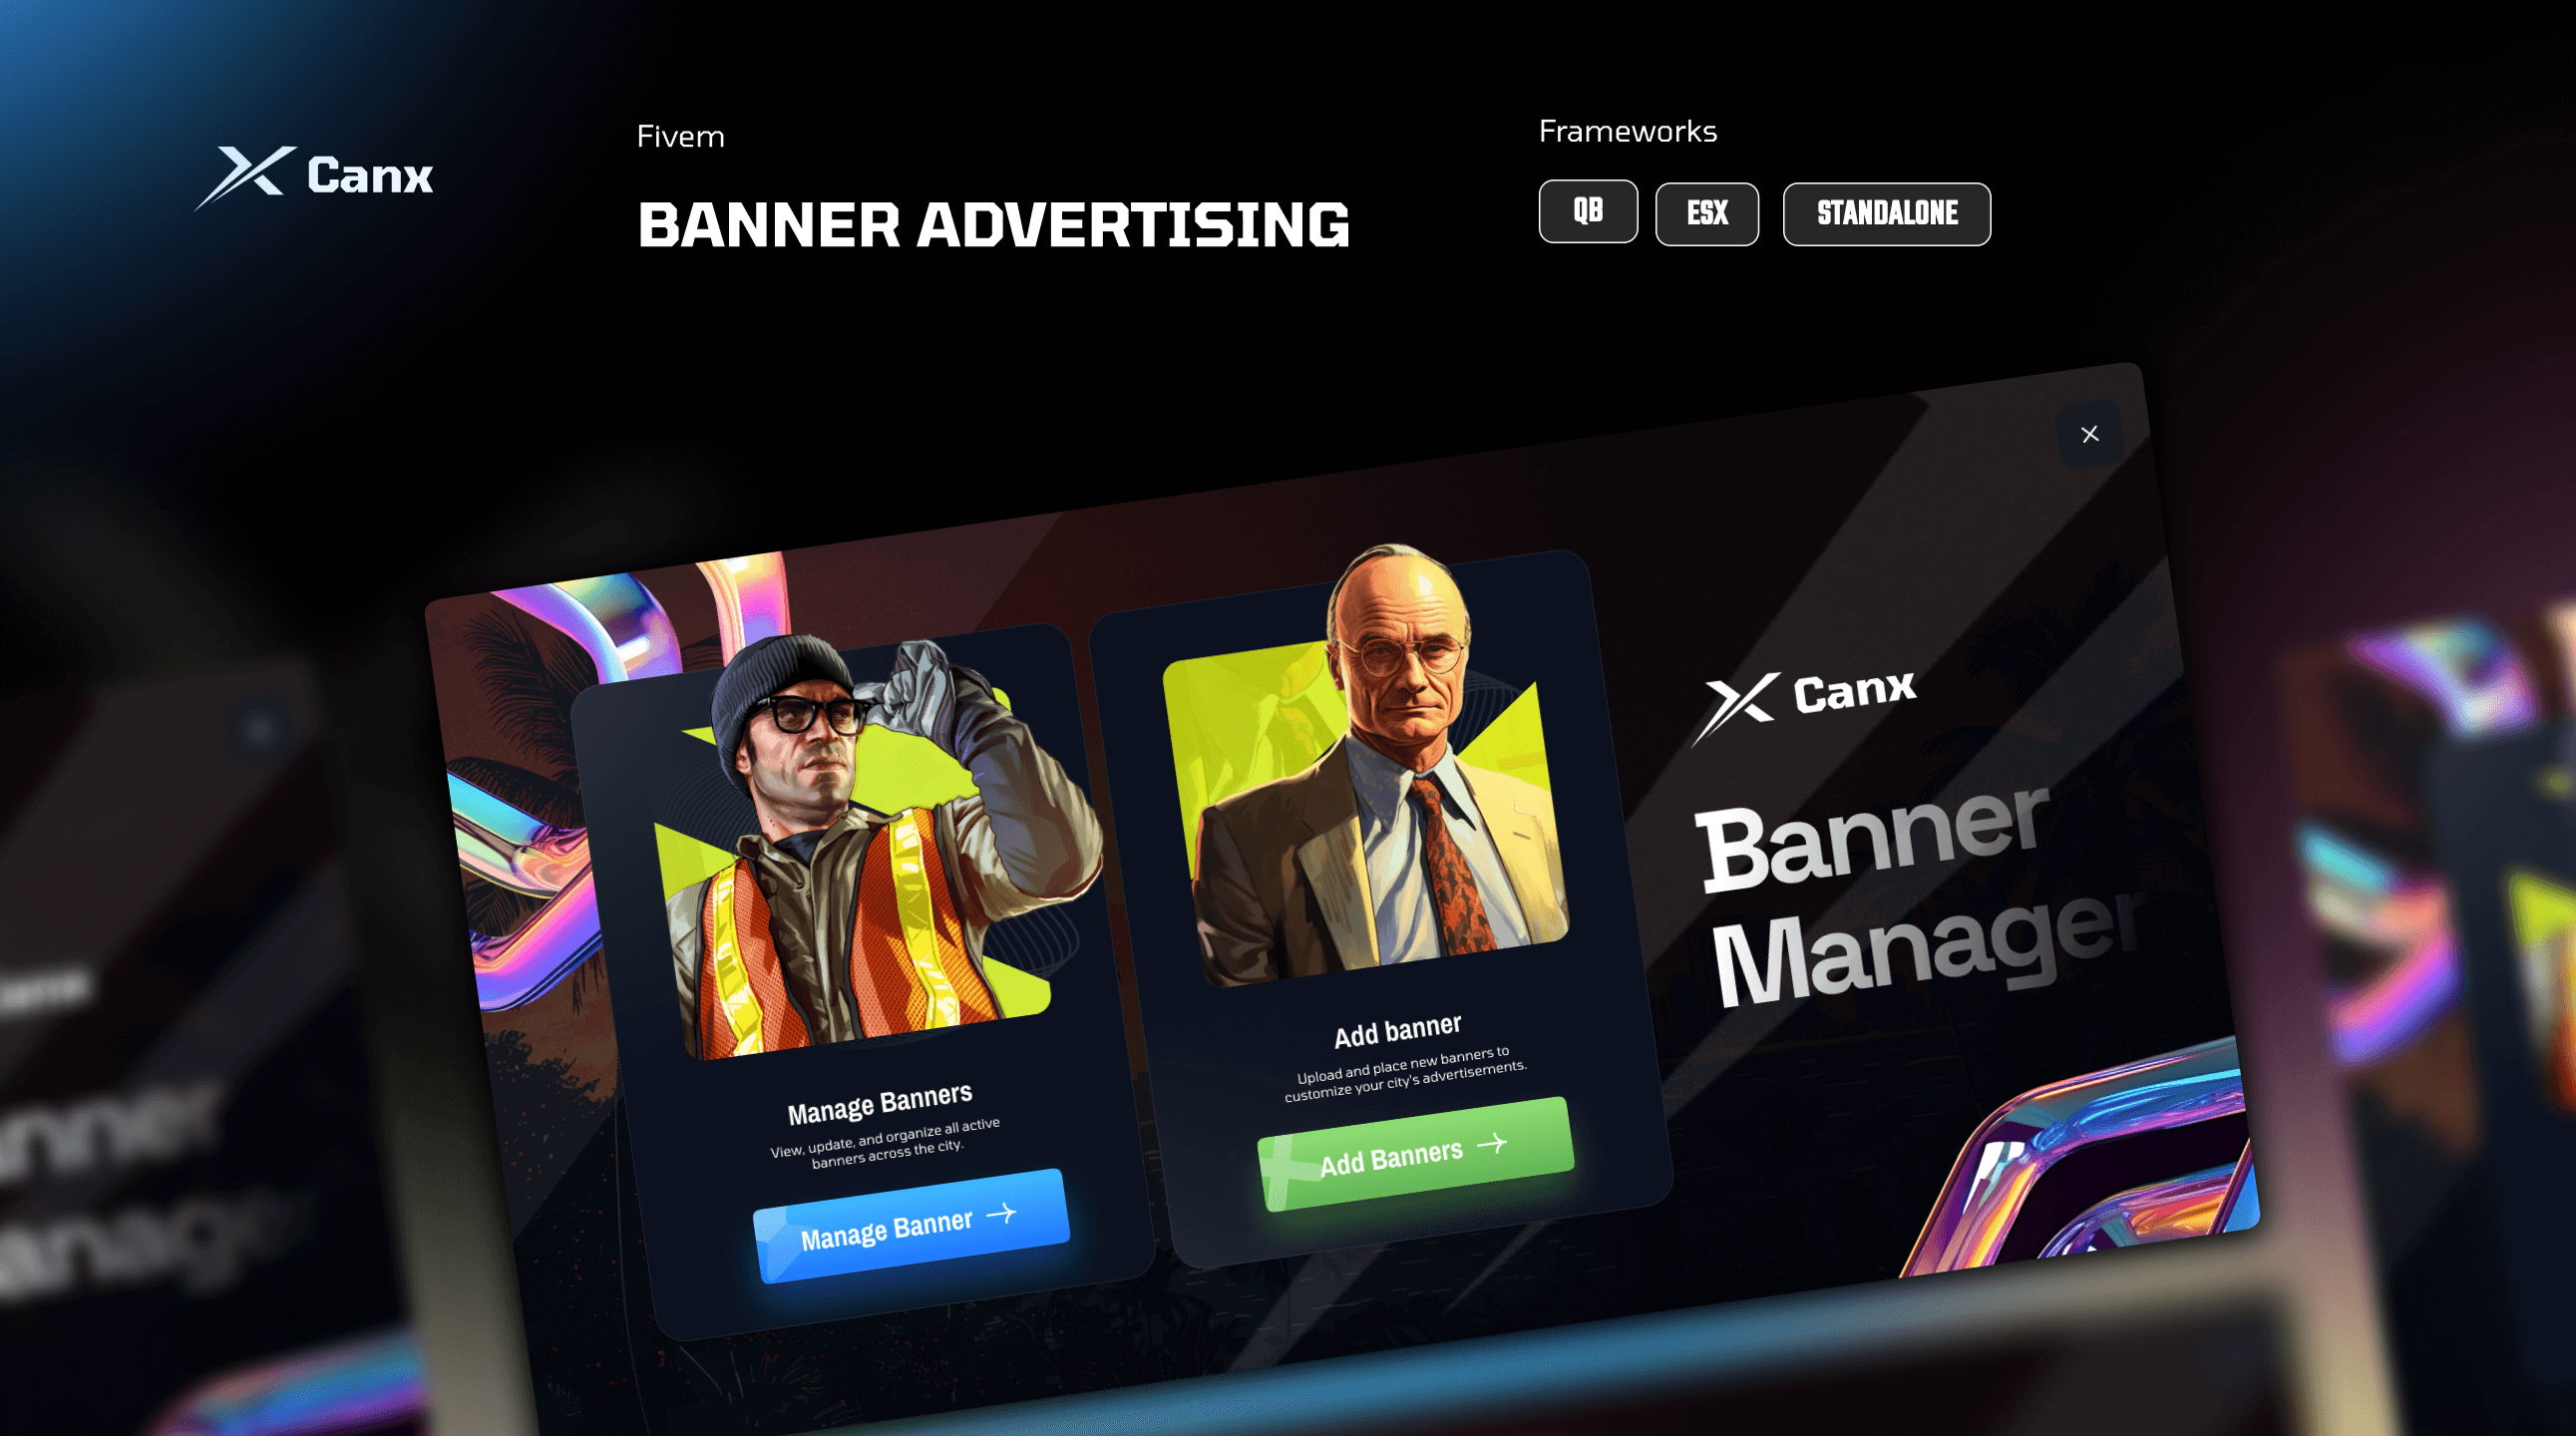 Canx
Fivem
BANNER ADVERTISING
Frameworks
QB
ESX
STANDALONE
Manage Banners
View, update, and organize all active
banners across the city.
Manage Banner
Add banner
Upload and place new banners to
customize your city's advertisements.
Add Banners
Canx
Banner
Manager